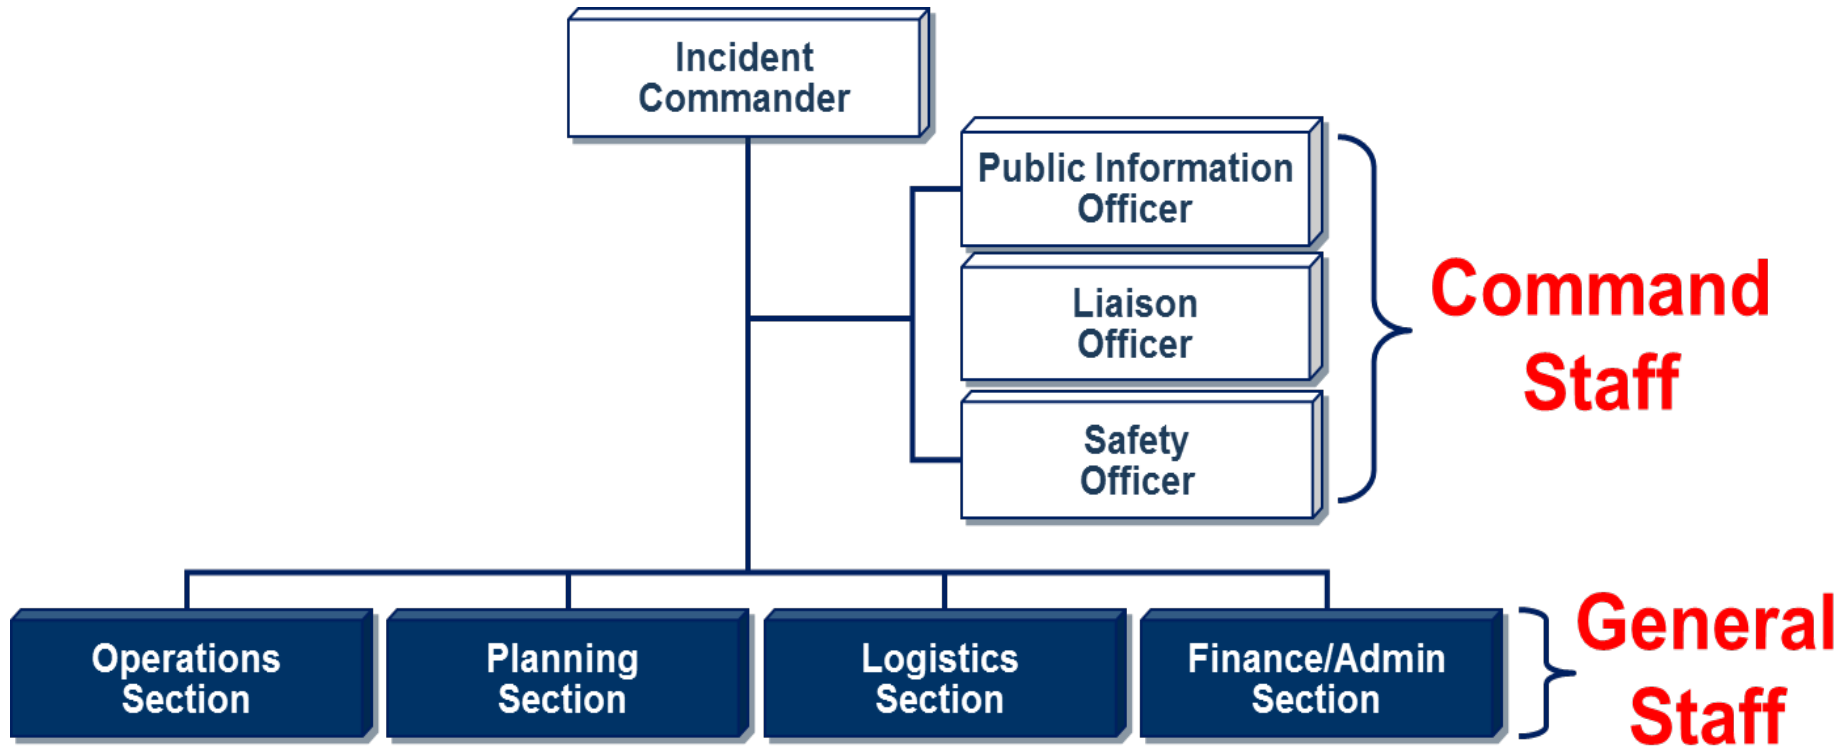 Incident
Commander
Public Information
Officer
Liaison
Officer
Safety
Officer
Command
Staff
Operations
Section
Planning
Section
Logistics
Section
Finance/Admin
Section
General
Staff